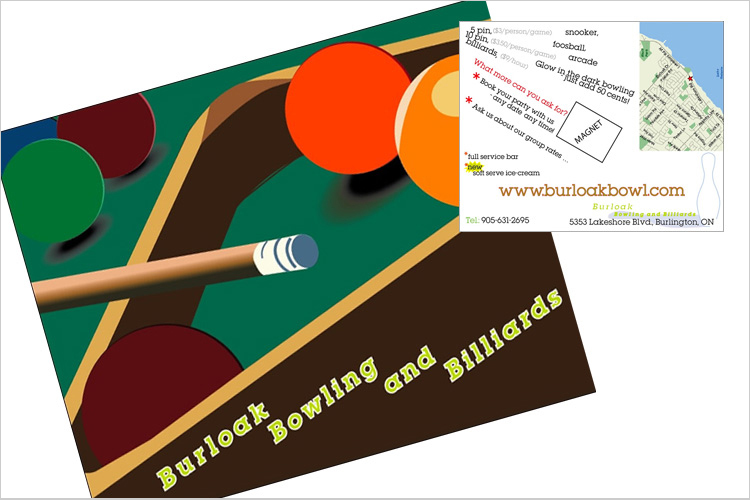 5 pin, ($3/person/game)
10 pin, ($350/person/game)
billiards, ($9/hour)
snooker,
foosball.
arcade
Glow in the dark bowling
just add 50 cents!
What more can you ask for?
* Book your party with us
- any date any time!
* Ask us about our group rates ...
MAGNET
*full service bar
*new
soft serve ice-cream
www.burloakbowl.com
Burloak
Bowling and Billiards
Tel: 905-631-2695
5353 Lakeshore Blvd, Burlington, ON
Burloak
Bowling
and
Billiards